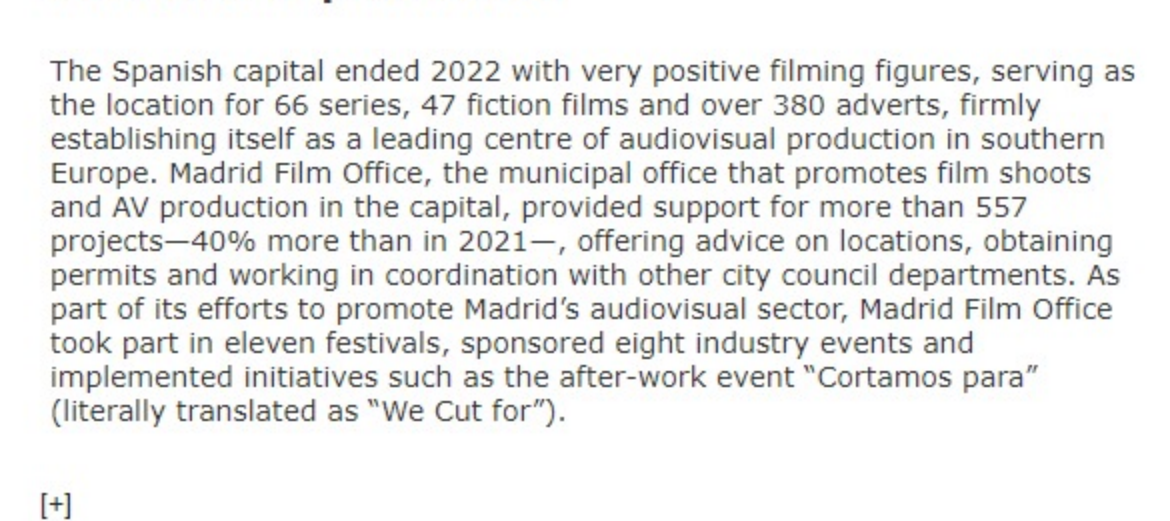 The Spanish capital ended 2022 with very positive filming figures, serving as
the location for 66 series, 47 fiction films and over 380 adverts, firmly
establishing itself as a leading centre of audiovisual production in southern
Europe. Madrid Film Office, the municipal office that promotes film shoots
and AV production in the capital, provided support for more than 557
projects—40% more than in 2021—, offering advice on locations, obtaining
permits and working in coordination with other city council departments. As
part of its efforts to promote Madrid’s audiovisual sector, Madrid Film Office
took part in eleven festivals, sponsored eight industry events and
implemented initiatives such as the after-work event “Cortamos para”
(literally translated as “We Cut for”).
[+]